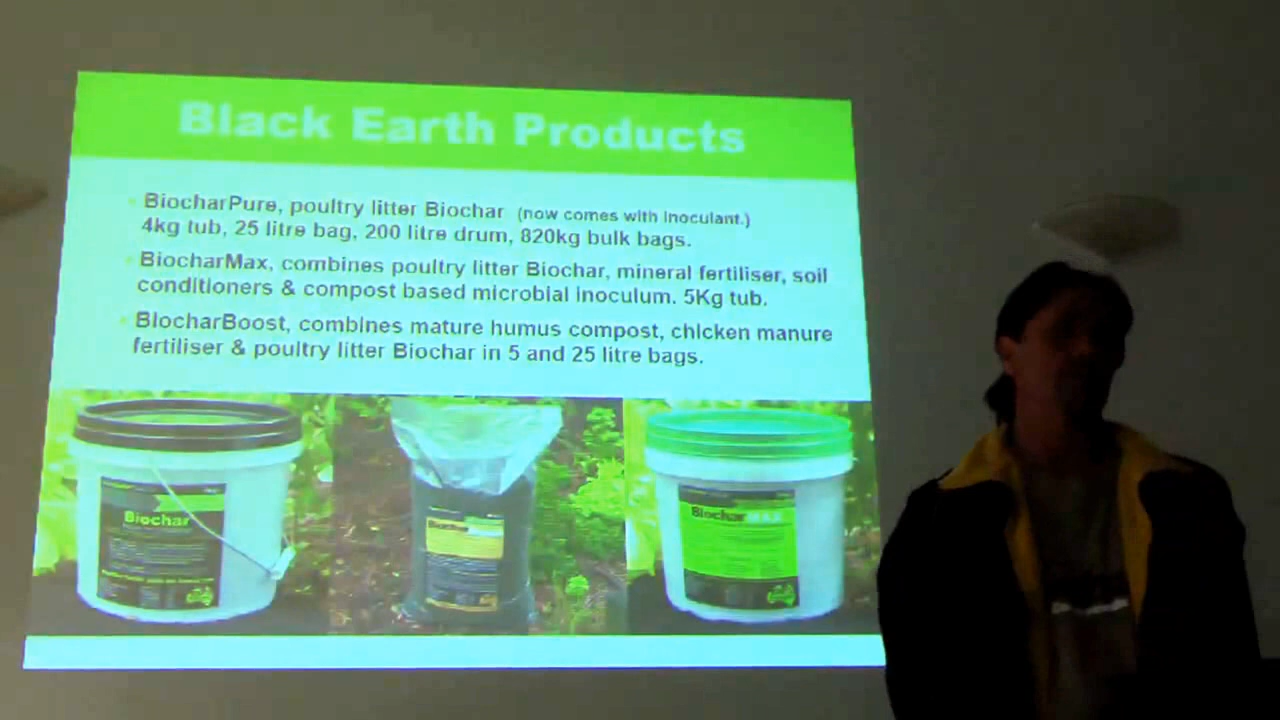 Black Earth Products
BiocharPure, poultry litter Biochar (now comes with Inoculant.)
4kg tub, 25 litre bag, 200 litre drum, 820kg bulk bags.
BiocharMax, combines poultry litter Biochar, mineral fertiliser, soil
conditioners & compost based microbial Inoculum. 5Kg tub.
BiocharBoost, combines mature humus compost, chicken manure
fertiliser & poultry litter Biochar in 5 and 25 litre bags.
Biochar
Biochar
BiocharMAX